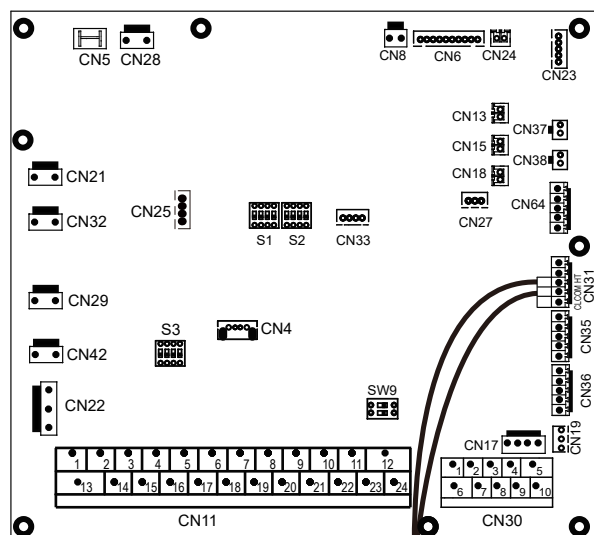 CN5
CN28
CN8
CN6
CN24
CN23
CN13
CN37
CN15
CN38
CN18
CN21
CN25
CN32
S1
S2
CN33
CN27
CN64
CLCOM HT
CN31
CN29
CN4
CN35
S3
CN42
CN36
CN22
SW9
CN17
CN19
1 2 3 4 5 6 7 8 9 10 11 12
13 14 15 16 17 18 19 20 21 22 23 24
CN11
1 2 3 4 5
6 7 8 9 10
CN30